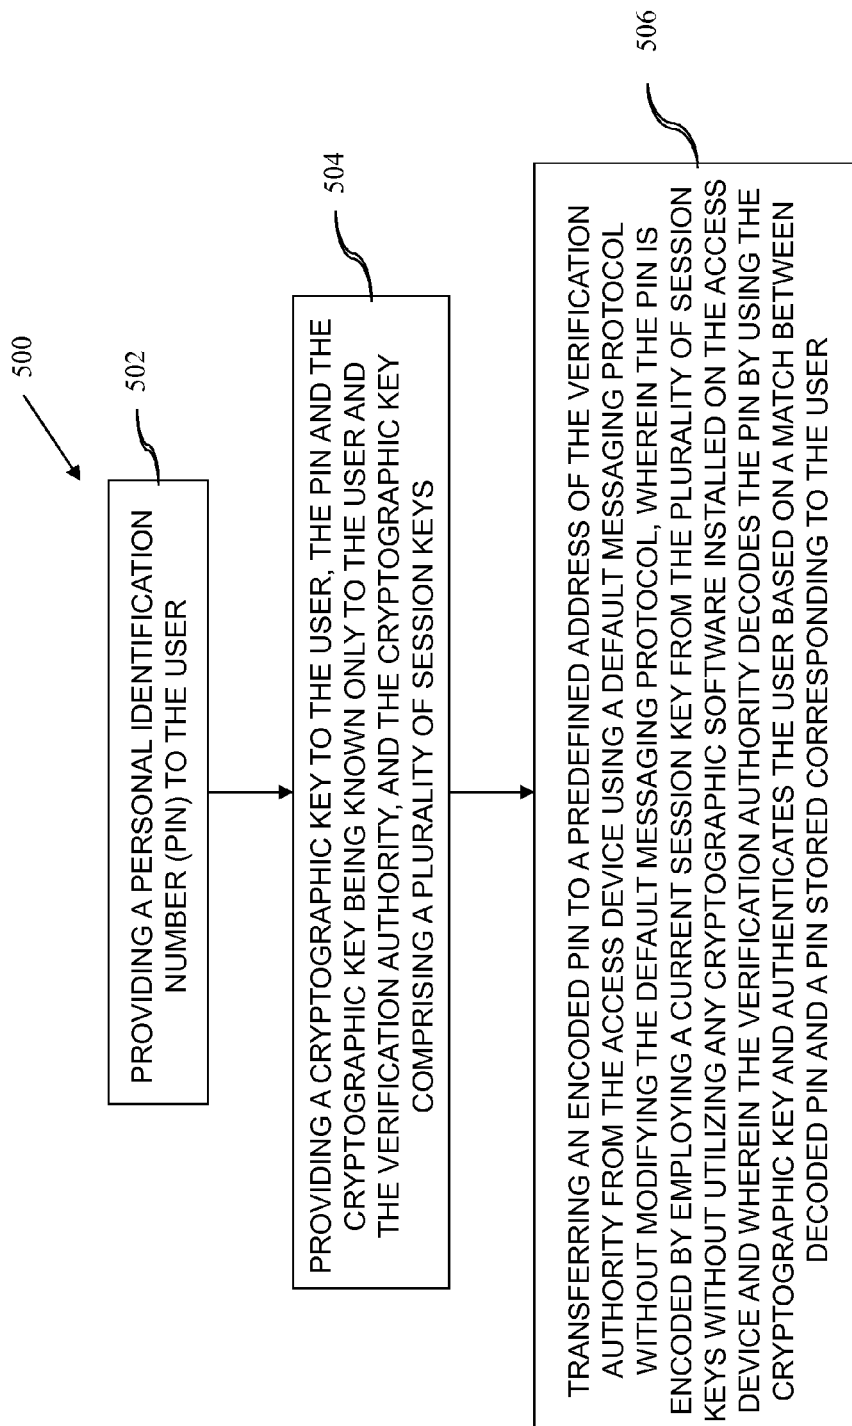 500
502
PROVIDING A PERSONAL IDENTIFICATION
NUMBER (PIN) TO THE USER
504
PROVIDING A CRYPTOGRAPHIC KEY TO THE USER, THE PIN AND THE
CRYPTOGRAPHIC KEY BEING KNOWN ONLY TO THE USER AND
THE VERIFICATION AUTHORITY, AND THE CRYPTOGRAPHIC KEY
COMPRISING A PLURALITY OF SESSION KEYS
506
TRANSFERRING AN ENCODED PIN TO A PREDEFINED ADDRESS OF THE VERIFICATION
AUTHORITY FROM THE ACCESS DEVICE USING A DEFAULT MESSAGING PROTOCOL
WITHOUT MODIFYING THE DEFAULT MESSAGING PROTOCOL, WHEREIN THE PIN IS
ENCODED BY EMPLOYING A CURRENT SESSION KEY FROM THE PLURALITY OF SESSION
KEYS WITHOUT UTILIZING ANY CRYPTOGRAPHIC SOFTWARE INSTALLED ON THE ACCESS
DEVICE AND WHEREIN THE VERIFICATION AUTHORITY DECODES THE PIN BY USING THE
CRYPTOGRAPHIC KEY AND AUTHENTICATES THE USER BASED ON A MATCH BETWEEN
DECODED PIN AND A PIN STORED CORRESPONDING TO THE USER